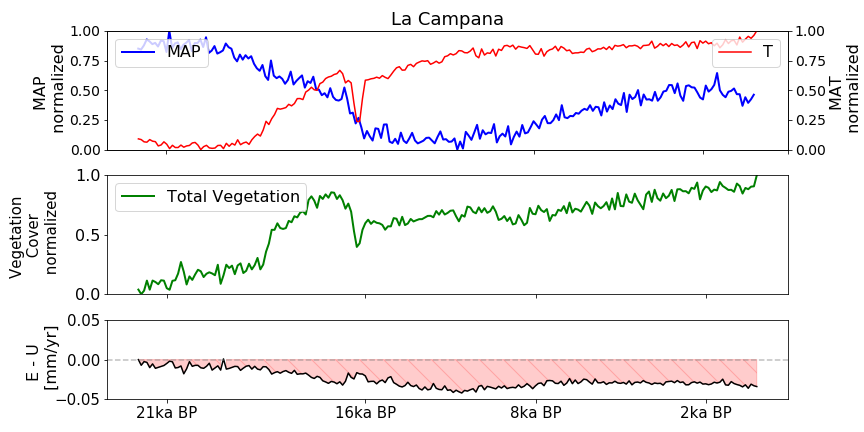 La Campana
MAP
normalized
1.00
0.75
0.50
0.25
0.00
MAP
T
1.00
0.75
0.50
0.25
0.00
MAT
normalized
Vegetation
Cover
normalized
1.0
0.5
0.0
Total Vegetation
E - U
[mm/yr]
0.05
0.00
−0.05
21ka BP 16ka BP 8ka BP 2ka BP